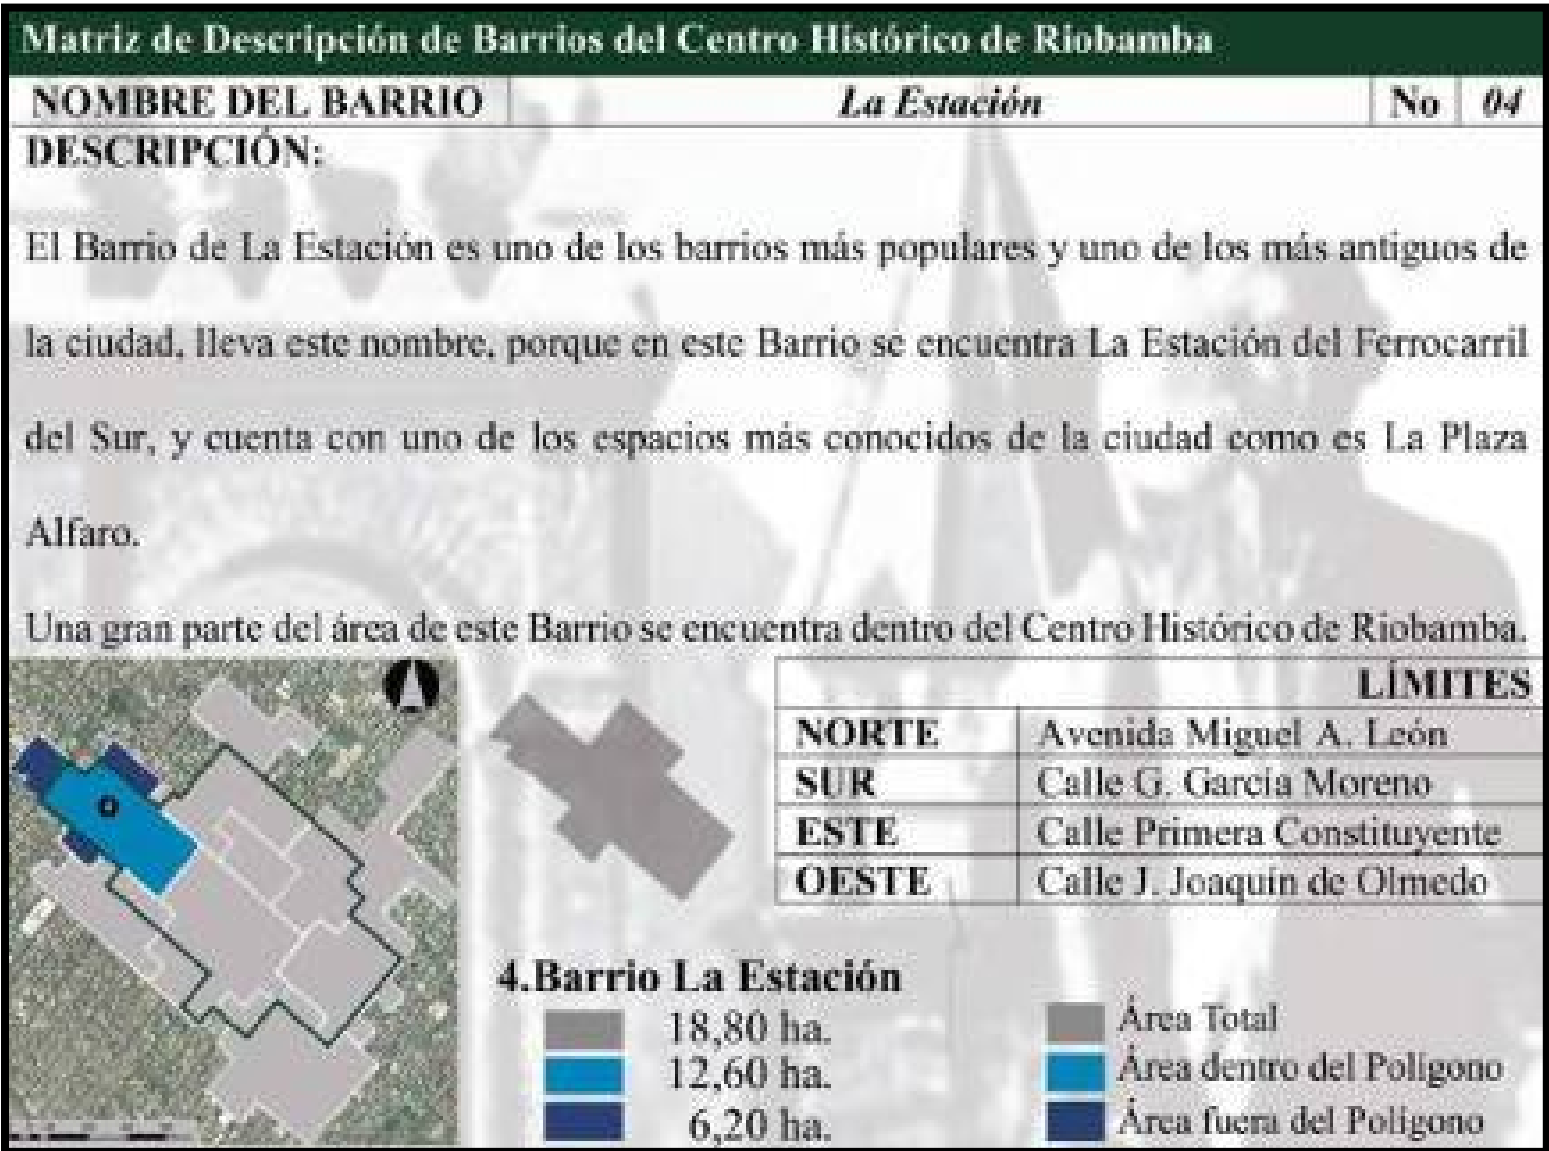 Matriz de Descripción de Barrios del Centro Histórico de Riobamba
NOMBRE DEL BARRIO La Estación No 04
DESCRIPCIÓN:
El Barrio de La Estación es uno de los barrios más populares y uno de los más antiguos de
la ciudad, lleva este nombre, porque en este Barrio se encuentra La Estación del Ferrocarril
del Sur, y cuenta con uno de los espacios más conocidos de la ciudad como es La Plaza
Alfaro.
Una gran parte del área de este Barrio se encuentra dentro del Centro Histórico de Riobamba.
LÍMITES
NORTE Avenida Miguel A. León
SUR Calle G. García Moreno
ESTE Calle Primera Constituyente
OESTE Calle J. Joaquín de Olmedo
4.Barrio La Estación
18,80 ha.
12,60 ha.
6,20 ha.
Área Total
Área dentro del Polígono
Área fuera del Polígono